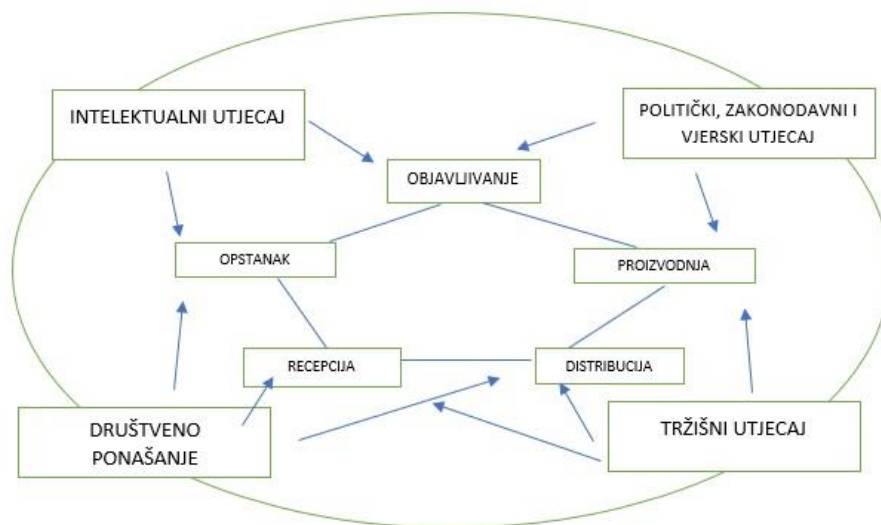 INTELEKTUALNI UTJECAJ
POLITIČKI, ZAKONODAVNI I
VJERSKI UTJECAJ
OBJAVLJIVANJE
OPSTANAK
PROIZVODNJA
RECEPCIJA
DISTRIBUCIJA
DRUŠTVENO
PONAŠANJE
TRŽIŠNI UTJECAJ